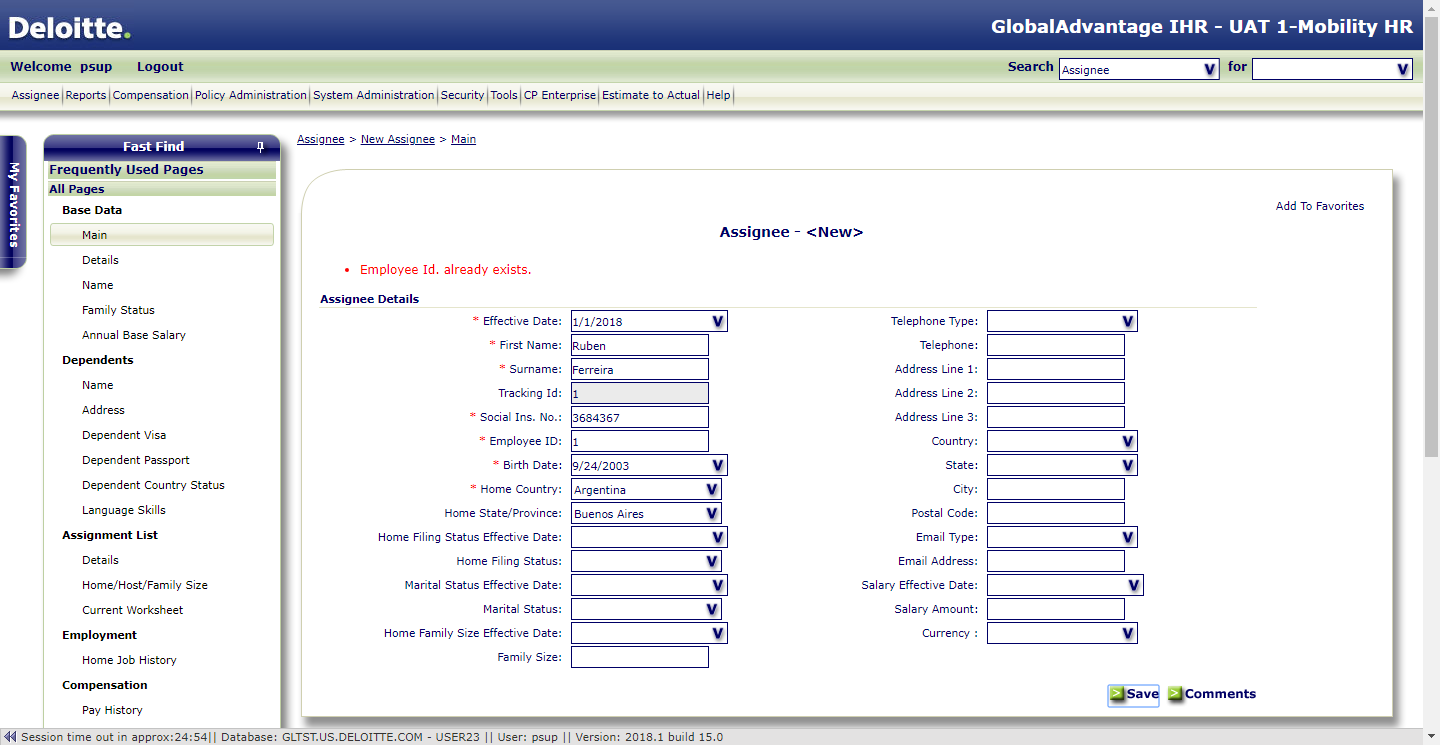 Deloitte.
GlobalAdvantage IHR - UAT 1-Mobility HR
Welcome psup Logout
Search Assignee for
Assignee Reports Compensation Policy Administration System Administration Security Tools CP Enterprise Estimate to Actual Help
My Favorites
Fast Find
Frequently Used Pages
All Pages
Base Data
Main
Details
Name
Family Status
Annual Base Salary
Dependents
Name
Address
Dependent Visa
Dependent Passport
Dependent Country Status
Language Skills
Assignment List
Details
Home/Host/Family Size
Current Worksheet
Employment
Home Job History
Compensation
Pay History
Assignee > New Assignee > Main
Add To Favorites
Assignee - <New>
• Employee Id. already exists.
Assignee Details
* Effective Date: 1/1/2018
* First Name: Ruben
* Surname: Ferreira
Tracking Id: 1
* Social Ins. No.: 3684367
* Employee ID: 1
* Birth Date: 9/24/2003
* Home Country: Argentina
Home State/Province: Buenos Aires
Home Filing Status Effective Date:
Home Filing Status:
Marital Status Effective Date:
Marital Status:
Home Family Size Effective Date:
Family Size:
Telephone Type:
Telephone:
Address Line 1:
Address Line 2:
Address Line 3:
Country:
State:
City:
Postal Code:
Email Type:
Email Address:
Salary Effective Date:
Salary Amount:
Currency :
Save Comments
Session time out in approx:24:54|| Database: GLTST.US.DELOITTE.COM - USER23 || User: psup || Version: 2018.1 build 15.0